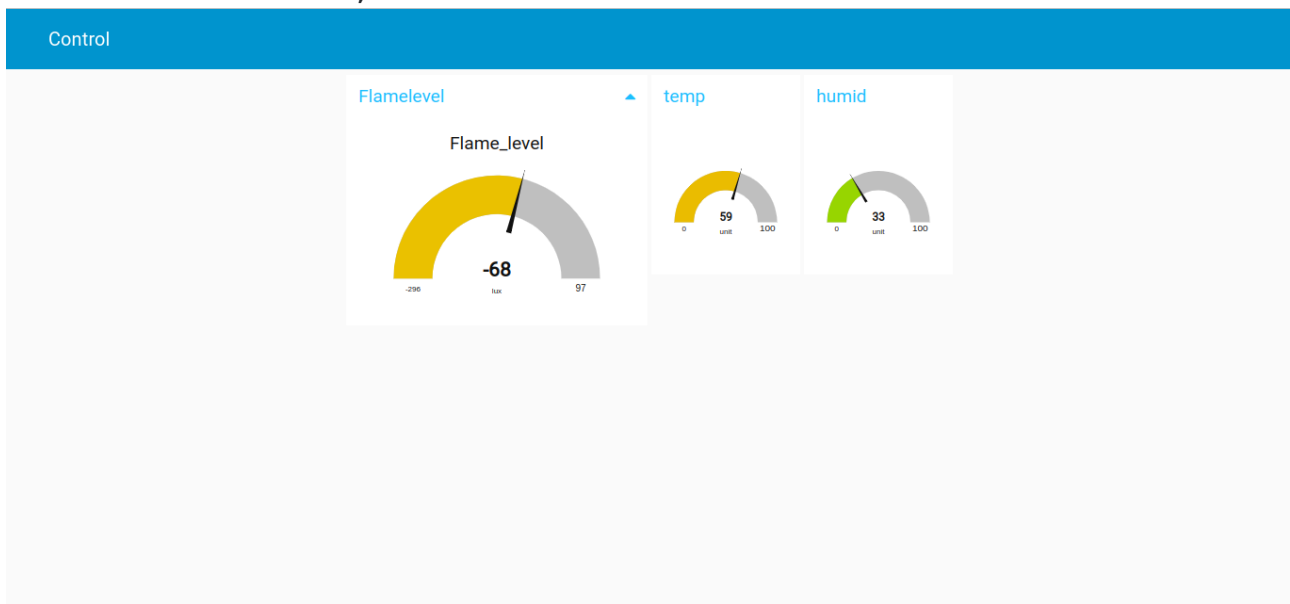 Control
Flamelevel
Flame_level
-68
-296
lux
97
temp
59
0
unit
100
humid
33
0
unit
100